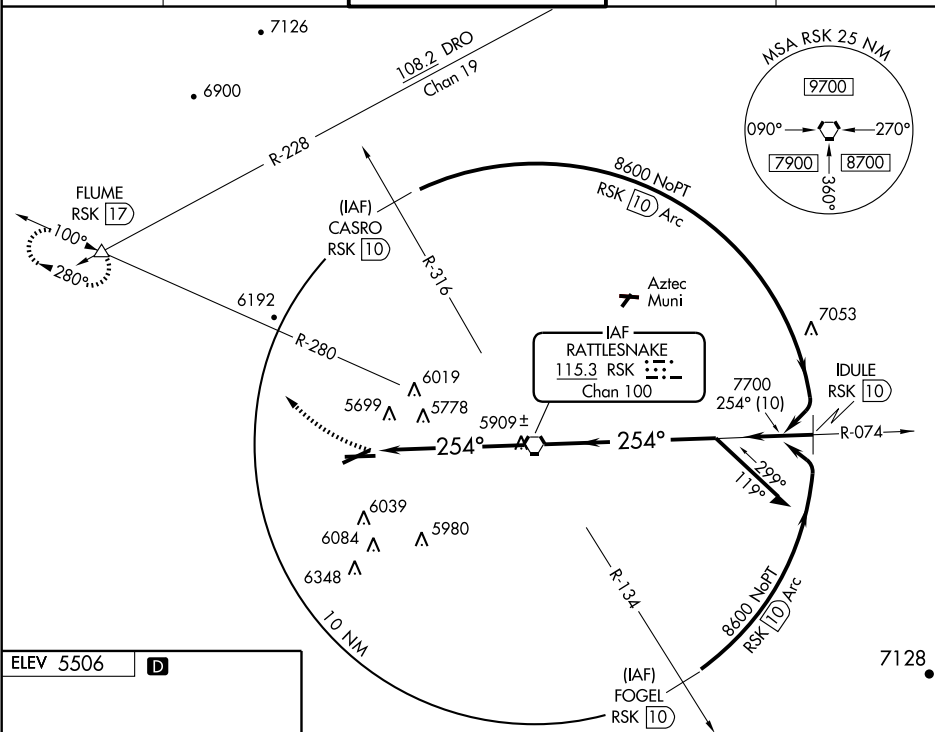 7126
6900
108.2 DRO
Chan 19
R-228
MSA RSK 25 NM
9700
090°
270°
7900
8700
360°
FLUME
RSK 17
100°
280°
(IAF)
CASRO
RSK 10
8600 NoPT
RSK 10 Arc
R-316
6192
R-280
Aztec
Muni
7053
IAF
RATTLESNAKE
115.3 RSK
Chan 100
IDULE
RSK 10
7700
254° (10)
6019
5699
5778
5909±
254°
254°
R-074
299°
119°
6039
6084
5980
6348
10 NM
R-134
8600 NoPT
RSK 10 Arc
(IAF)
FOGEL
RSK 10
7128
ELEV 5506
D